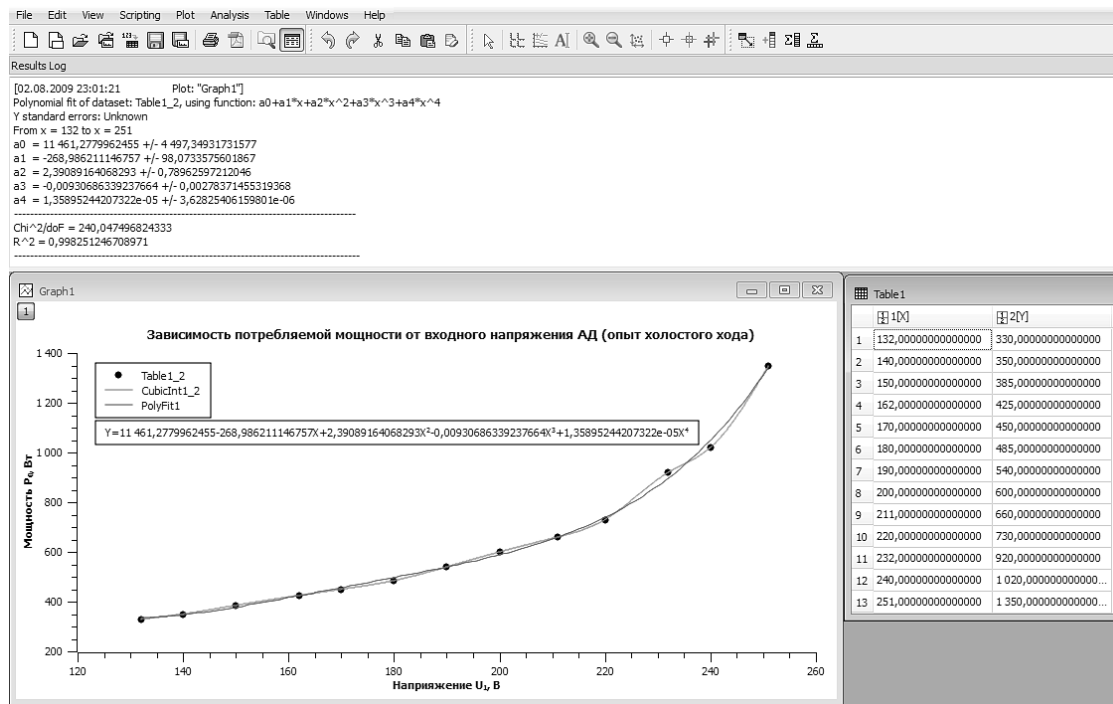 File Edit View Scripting Plot Analysis Table Windows Help
Results Log
[02.08.2009 23:01:21 Plot: "Graph1"]
Polynomial fit of dataset: Table1_2, using function: a0+a1*x+a2*x^2+a3*x^3+a4*x^4
Y standard errors: Unknown
From x = 132 to x = 251
a0 = 11 461,2779962455 +/- 4 497,34931731577
a1 = -268,986211146757 +/- 98,0733575601867
a2 = 2,39089164068293 +/- 0,78962597212046
a3 = -0,00930686339237664 +/- 0,00278371455319368
a4 = 1,35895244207322e-05 +/- 3,62825406159801e-06
--------------------------------------------------------------------------------------
Chi^2/doF = 240,047496824333
R^2 = 0,998251246708971
---------------------------------------------------------------------------------------
Graph1
1
Зависимость потребляемой мощности от входного напряжения АД (опыт холостого хода)
Table1_2
CubicInt1_2
PolyFit1
Y=11 461,2779962455-268,986211146757X+2,39089164068293X²-0,00930686339237664X³+1,35895244207322e-05X⁴
1 400
1 200
1 000
800
600
400
200
Мощность P₀, Вт
120 140 160 180 200 220 240 260
Наприяжение U₁, В
Table1
1[X] 2[Y]
1 132,00000000000000 330,00000000000000
2 140,00000000000000 350,00000000000000
3 150,00000000000000 385,00000000000000
4 162,00000000000000 425,00000000000000
5 170,00000000000000 450,00000000000000
6 180,00000000000000 485,00000000000000
7 190,00000000000000 540,00000000000000
8 200,00000000000000 600,00000000000000
9 211,00000000000000 660,00000000000000
10 220,00000000000000 730,00000000000000
11 232,00000000000000 920,00000000000000
12 240,00000000000000 1 020,000000000000...
13 251,00000000000000 1 350,000000000000...